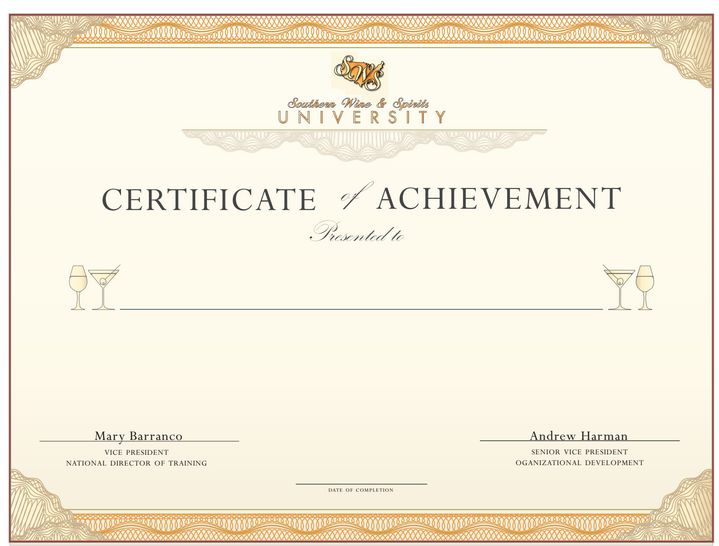 SWS
Southern Wine & Spirits
UNIVERSITY
CERTIFICATE of ACHIEVEMENT
Presented to
Mary Barranco
VICE PRESIDENT
NATIONAL DIRECTOR OF TRAINING
Andrew Harman
SENIOR VICE PRESIDENT
OGANIZATIONAL DEVELOPMENT
DATE OF COMPLETION